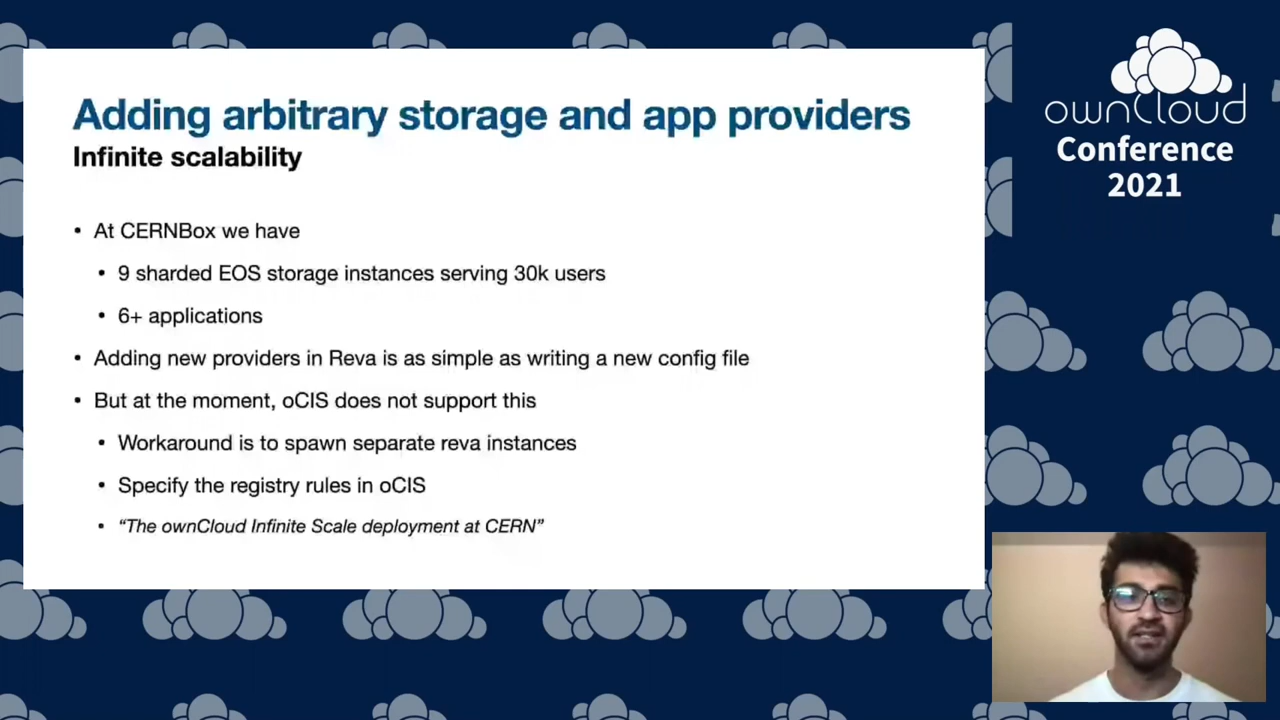 Adding arbitrary storage and app providers
Infinite scalability
• At CERNBox we have
• 9 sharded EOS storage instances serving 30k users
• 6+ applications
• Adding new providers in Reva is as simple as writing a new config file
• But at the moment, oCIS does not support this
• Workaround is to spawn separate reva instances
• Specify the registry rules in oCIS
• “The ownCloud Infinite Scale deployment at CERN”
ownCloud
Conference
2021